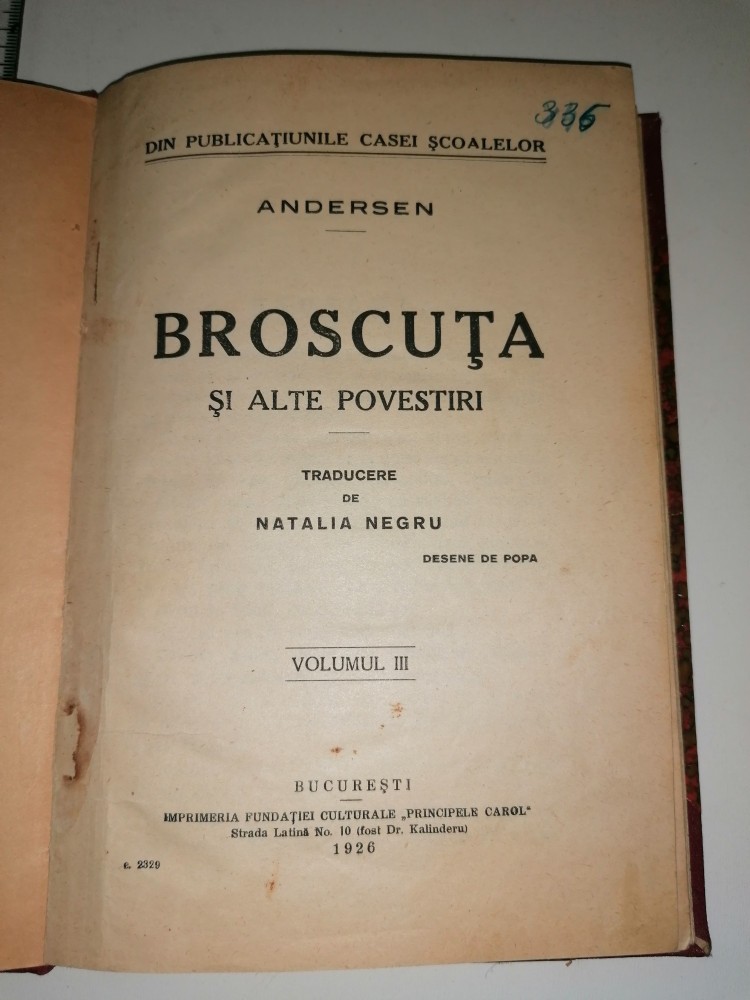 336
DIN PUBLICAŢIUNILE CASEI ŞCOALELOR
ANDERSEN
BROSCUŢA
ŞI ALTE POVESTIRI
TRADUCERE
DE
NATALIA NEGRU
DESENE DE POPA
VOLUMUL III
BUCUREŞTI
IMPRIMERIA FUNDAŢIEI CULTURALE „PRINCIPELE CAROL“
Strada Latină No. 10 (fost Dr. Kalinderu)
1926
c. 2329